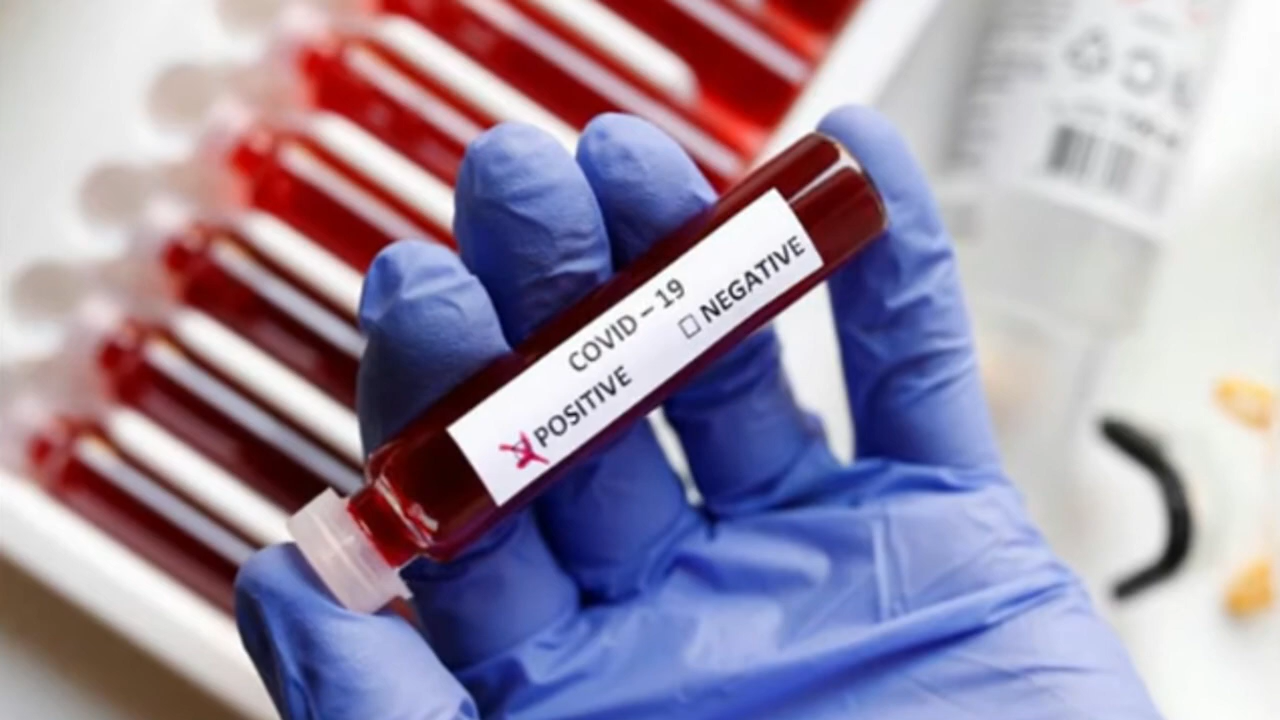 COVID – 19
☒ POSITIVE ☐ NEGATIVE